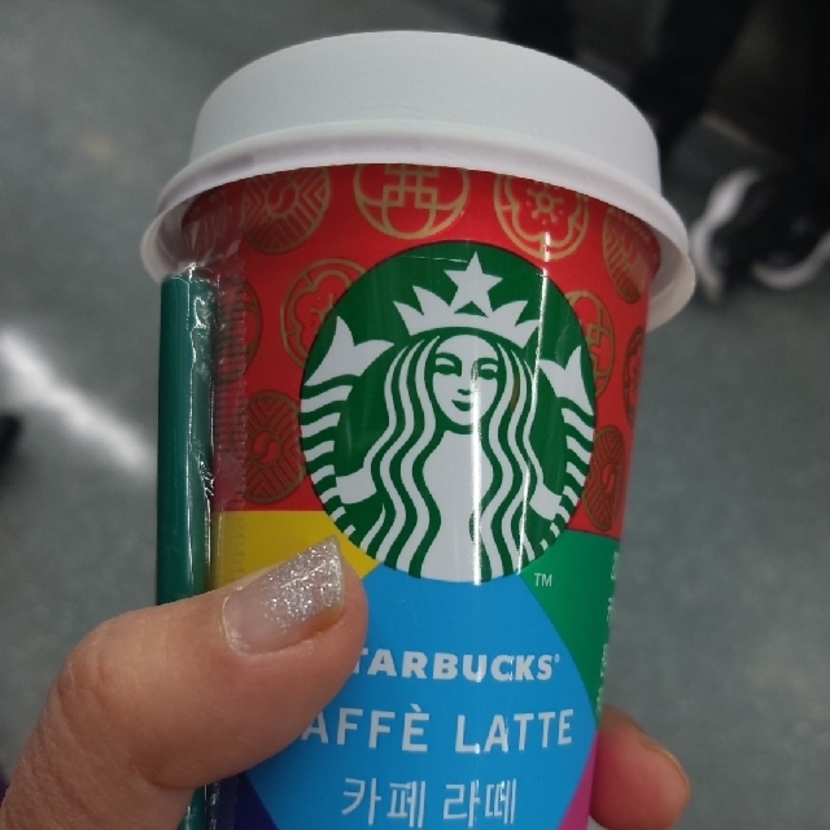 TM
TARBUCKS®
AFFÈ LATTE
카페 라떼